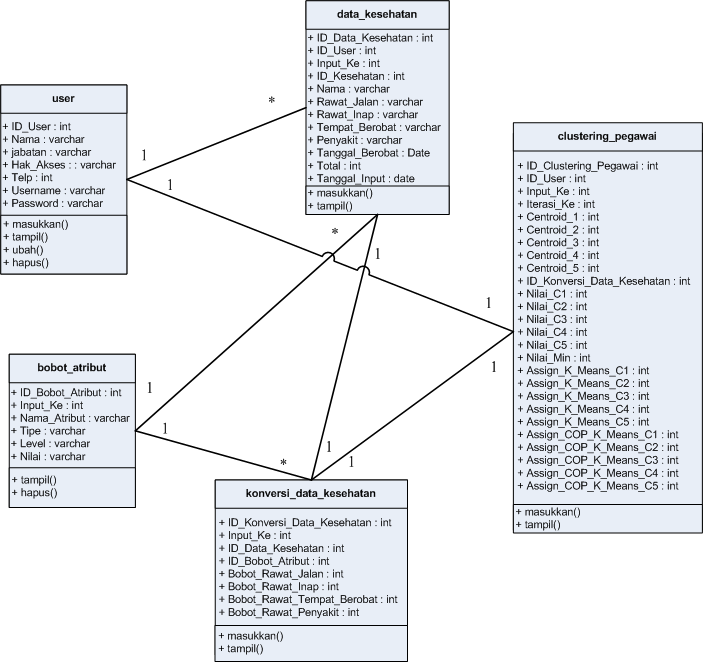 data_kesehatan
+ ID_Data_Kesehatan : int
+ ID_User : int
+ Input_Ke : int
+ ID_Kesehatan : int
+ Nama : varchar
+ Rawat_Jalan : varchar
+ Rawat_Inap : varchar
+ Tempat_Berobat : varchar
+ Penyakit : varchar
+ Tanggal_Berobat : Date
+ Total : int
+ Tanggal_Input : date
+ masukkan()
+ tampil()
user
+ ID_User : int
+ Nama : varchar
+ jabatan : varchar
+ Hak_Akses : : varchar
+ Telp : int
+ Username : varchar
+ Password : varchar
+ masukkan()
+ tampil()
+ ubah()
+ hapus()
*
1
1
*
1
1
1
1
*
1
1
1
clustering_pegawai
+ ID_Clustering_Pegawai : int
+ ID_User : int
+ Input_Ke : int
+ Iterasi_Ke : int
+ Centroid_1 : int
+ Centroid_2 : int
+ Centroid_3 : int
+ Centroid_4 : int
+ Centroid_5 : int
+ ID_Konversi_Data_Kesehatan : int
+ Nilai_C1 : int
+ Nilai_C2 : int
+ Nilai_C3 : int
+ Nilai_C4 : int
+ Nilai_C5 : int
+ Nilai_Min : int
+ Assign_K_Means_C1 : int
+ Assign_K_Means_C2 : int
+ Assign_K_Means_C3 : int
+ Assign_K_Means_C4 : int
+ Assign_K_Means_C5 : int
+ Assign_COP_K_Means_C1 : int
+ Assign_COP_K_Means_C2 : int
+ Assign_COP_K_Means_C3 : int
+ Assign_COP_K_Means_C4 : int
+ Assign_COP_K_Means_C5 : int
+ masukkan()
+ tampil()
bobot_atribut
+ ID_Bobot_Atribut : int
+ Input_Ke : int
+ Nama_Atribut : varchar
+ Tipe : varchar
+ Level : varchar
+ Nilai : varchar
+ tampil()
+ hapus()
konversi_data_kesehatan
+ ID_Konversi_Data_Kesehatan : int
+ Input_Ke : int
+ ID_Data_Kesehatan : int
+ ID_Bobot_Atribut : int
+ Bobot_Rawat_Jalan : int
+ Bobot_Rawat_Inap : int
+ Bobot_Rawat_Tempat_Berobat : int
+ Bobot_Rawat_Penyakit : int
+ masukkan()
+ tampil()